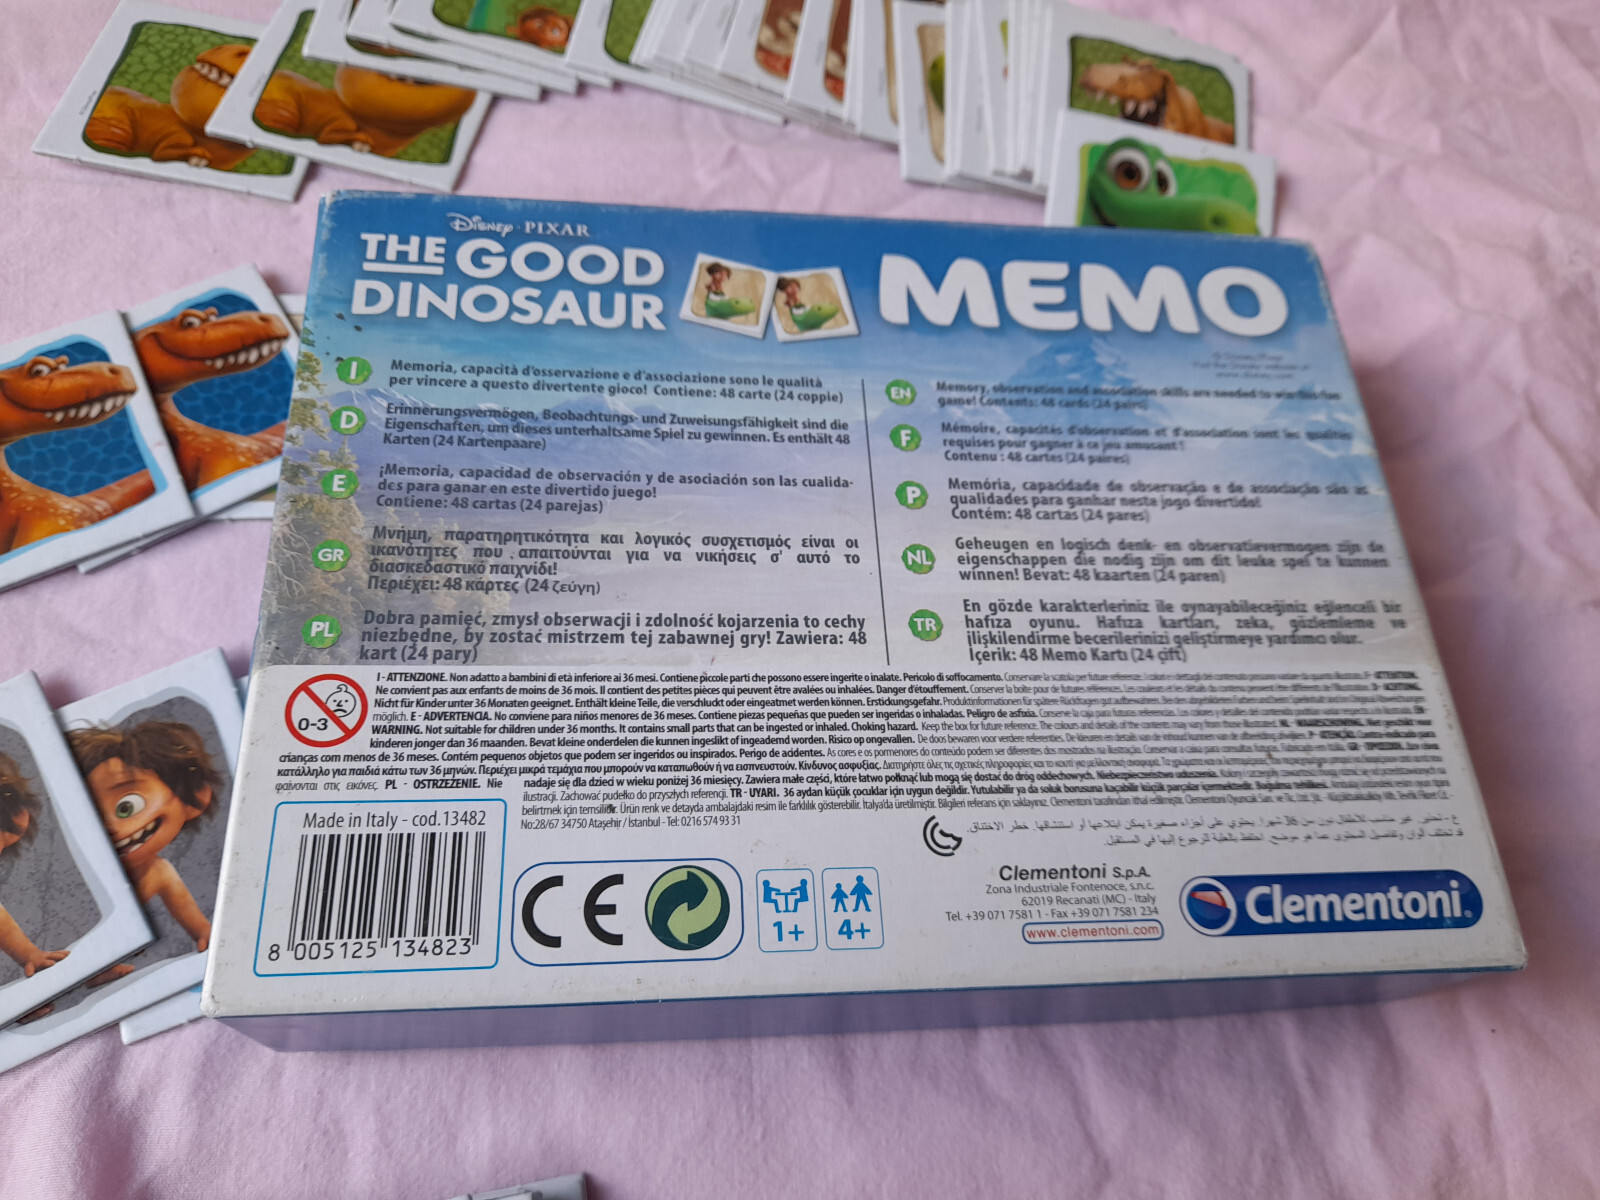 Disney · PIXAR
THE GOOD
DINOSAUR
MEMO
I
Memoria, capacità d'osservazione e d'associazione sono le qualità
per vincere a questo divertente gioco! Contiene: 48 carte (24 coppie)
D
Erinnerungsvermögen, Beobachtungs- und Zuweisungsfähigkeit sind die
Eigenschaften, um dieses unterhaltsame Spiel zu gewinnen. Es enthält 48
Karten (24 Kartenpaare)
E
¡Memoria, capacidad de observación y de asociación son las cualida-
des para ganar en este divertido juego!
Contiene: 48 cartas (24 parejas)
GR
Μνήμη, παρατηρητικότητα και λογικός συσχετισμός είναι οι
ικανότητες που απαιτούνται για να νικήσεις σ' αυτό το
διασκεδαστικό παιχνίδι!
Περιέχει: 48 κάρτες (24 ζεύγη)
PL
Dobra pamięć, zmysł obserwacji i zdolność kojarzenia to cechy
niezbędne, by zostać mistrzem tej zabawnej gry! Zawiera: 48
kart (24 pary)
EN
Memory, observation and association skills are needed to win this fun
game! Contents: 48 cards (24 pairs)
F
Mémoire, capacités d'observation et d'association sont les qualités
requises pour gagner à ce jeu amusant!
Contenu : 48 cartes (24 paires)
P
Memória, capacidade de observação e de associação são as
qualidades para ganhar neste jogo divertido!
Contém: 48 cartas (24 pares)
NL
Geheugen en logisch denk- en observatievermogen zijn de
eigenschappen die nodig zijn om dit leuke spel te kunnen
winnen! Bevat: 48 kaarten (24 paren)
TR
En gözde karakterleriniz ile oynayabileceğiniz eğlenceli bir
hafıza oyunu. Hafıza kartları, zeka, gözlemleme ve
ilişkilendirme becerilerinizi geliştirmeye yardımcı olur.
İçerik: 48 Memo Kartı (24 çift)
0-3
I - ATTENZIONE. Non adatto a bambini di età inferiore ai 36 mesi. Contiene piccole parti che possono essere ingerite o inalate. Pericolo di soffocamento.
Ne convient pas aux enfants de moins de 36 mois. Il contient des petites pièces qui peuvent être avalées ou inhalées. Danger d'étouffement.
Nicht für Kinder unter 36 Monaten geeignet. Enthält kleine Teile, die verschluckt oder eingeatmet werden können. Erstickungsgefahr.
möglich. E - ADVERTENCIA. No conviene para niños menores de 36 meses. Contiene piezas pequeñas que pueden ser ingeridas o inhaladas. Peligro de asfixia.
WARNING. Not suitable for children under 36 months. It contains small parts that can be ingested or inhaled. Choking hazard. Keep the box for future reference. The colours and details of the contents may vary from the illustrations.
kinderen jonger dan 36 maanden. Bevat kleine onderdelen die kunnen ingeslikt of ingeademd worden. Risico op ongevallen.
crianças com menos de 36 meses. Contém pequenos objetos que podem ser ingeridos ou inspirados. Perigo de acidentes.
κατάλληλο για παιδιά κάτω των 36 μηνών. Περιέχει μικρά τεμάχια που μπορούν να καταπωθούν ή να εισπνευστούν. Κίνδυνος ασφυξίας.
φαίνονται στις εικόνες. PL - OSTRZEŻENIE. Nie nadaje się dla dzieci w wieku poniżej 36 miesięcy. Zawiera małe części, które łatwo połknąć lub mogą się dostać do dróg oddechowych.
ilustracji. Zachować pudełko do przyszłych referencji. TR - UYARI. 36 aydan küçük çocuklar için uygun değildir.
belirtmek için temsilidir. Ürün renk ve detayda ambalajdaki resim ile farklılık gösterebilir. İtalya'da üretilmiştir. Bilgileri referans için saklayınız.
No:28/67 34750 Ataşehir / İstanbul - Tel: 0216 574 93 31
Made in Italy - cod.13482
8 005125 134823
CE
1+
4+
Clementoni S.p.A.
Zona Industriale Fontenoce, s.n.c.
62019 Recanati (MC) - Italy
Tel. +39 071 7581 1 - Fax +39 071 7581 234
www.clementoni.com
Clementoni